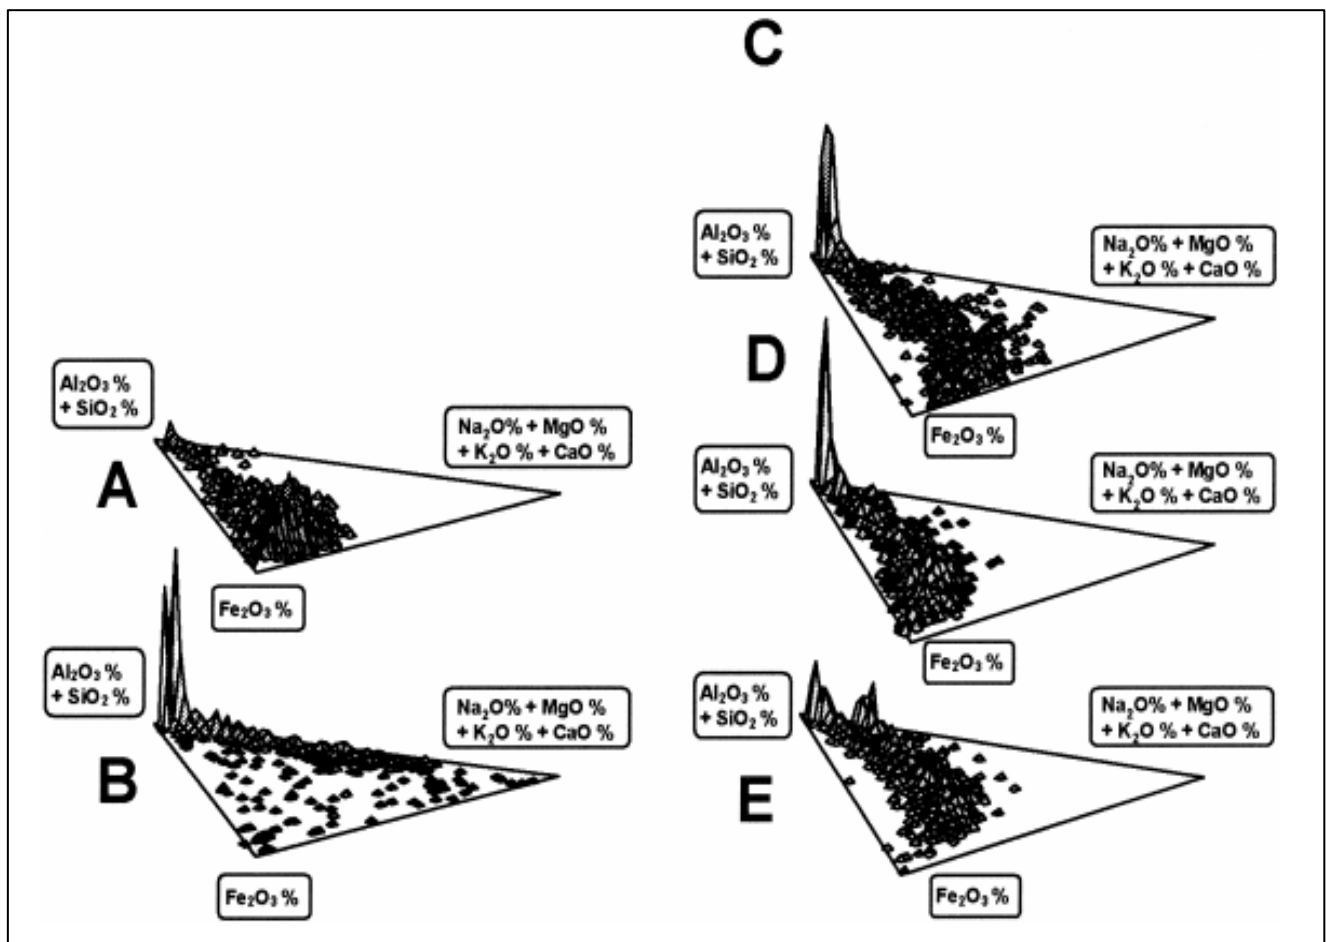 A
Al₂O₃ %
+ SiO₂ %
Na₂O% + MgO %
+ K₂O % + CaO %
Fe₂O₃ %
B
Al₂O₃ %
+ SiO₂ %
Na₂O% + MgO %
+ K₂O % + CaO %
Fe₂O₃ %
C
Al₂O₃ %
+ SiO₂ %
Na₂O% + MgO %
+ K₂O % + CaO %
Fe₂O₃ %
D
Al₂O₃ %
+ SiO₂ %
Na₂O% + MgO %
+ K₂O % + CaO %
Fe₂O₃ %
E
Al₂O₃ %
+ SiO₂ %
Na₂O% + MgO %
+ K₂O % + CaO %
Fe₂O₃ %